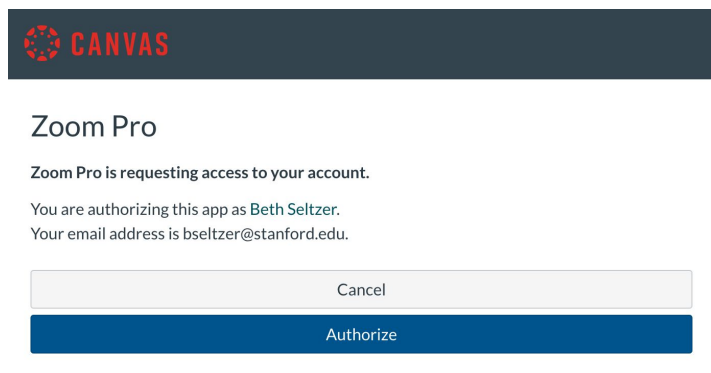 CANVAS
Zoom Pro
Zoom Pro is requesting access to your account.
You are authorizing this app as Beth Seltzer.
Your email address is bseltzer@stanford.edu.
Cancel
Authorize